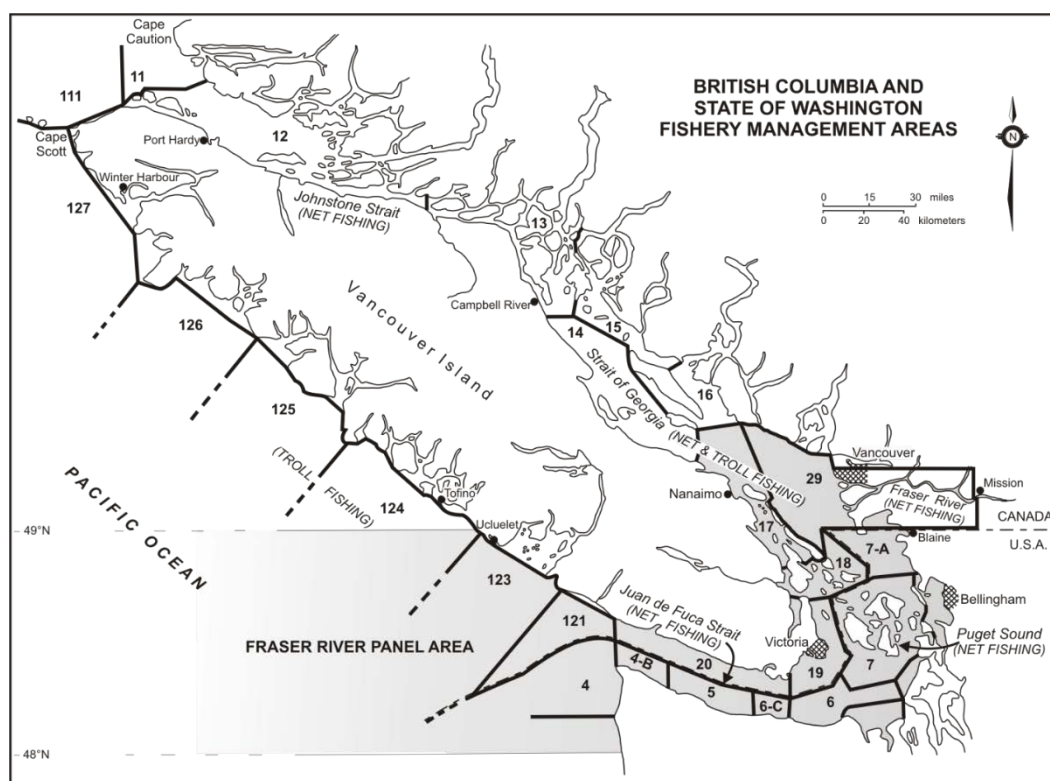 Cape
Caution
BRITISH COLUMBIA AND
STATE OF WASHINGTON
FISHERY MANAGEMENT AREAS
N
0 15 30 miles
0 20 40 kilometers
11
111
Cape
Scott
Port Hardy
12
Winter Harbour
127
Johnstone Strait
(NET FISHING)
13
Campbell River
14
15
Vancouver Island
126
Strait of Georgia (NET & TROLL FISHING)
16
125
Vancouver
29
Mission
Fraser River
(NET FISHING)
Nanaimo
PACIFIC OCEAN
(TROLL FISHING)
124
Tofino
Ucluelet
17
CANADA
U.S.A.
Blaine
49°N
7-A
18
123
Bellingham
121
Juan de Fuca Strait
(NET FISHING)
Puget Sound
(NET FISHING)
Victoria
FRASER RIVER PANEL AREA
20
19
7
4-B
4
5
6-C
6
48°N